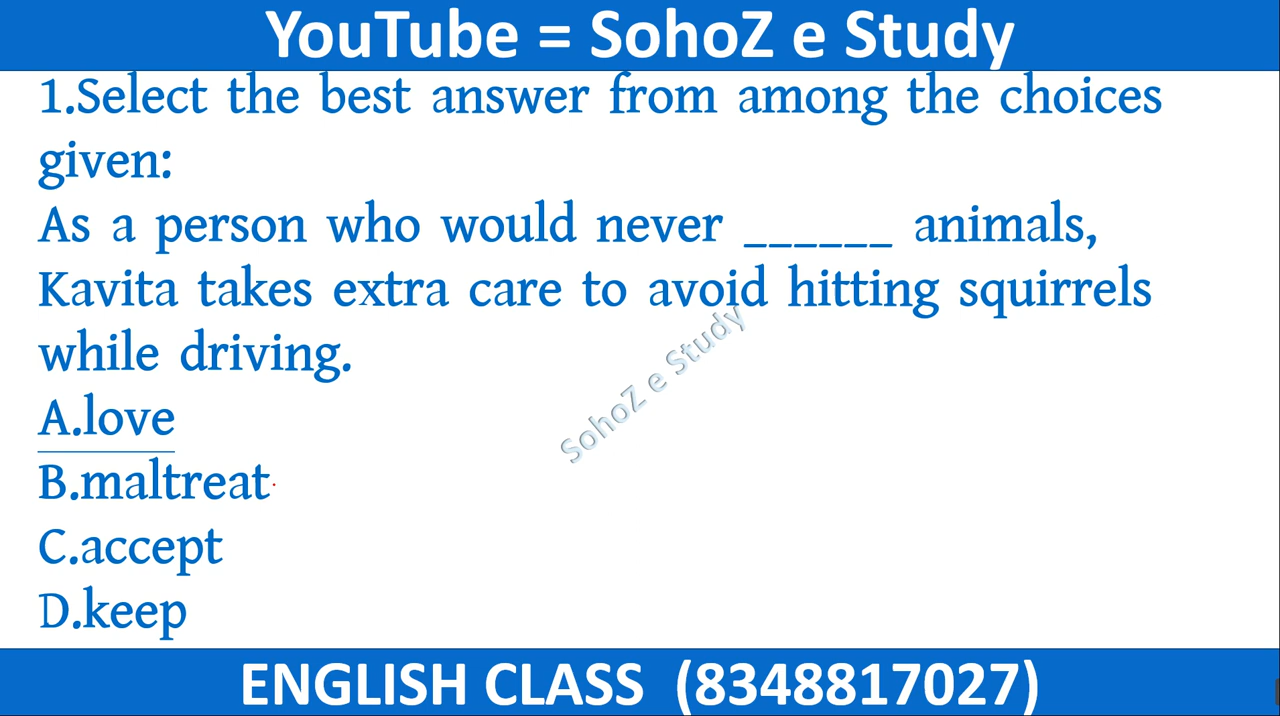 YouTube = SohoZ e Study
1.Select the best answer from among the choices
given:
As a person who would never ______ animals,
Kavita takes extra care to avoid hitting squirrels
while driving.
SohoZ e Study
A.love
B.maltreat
C.accept
D.keep
ENGLISH CLASS (8348817027)